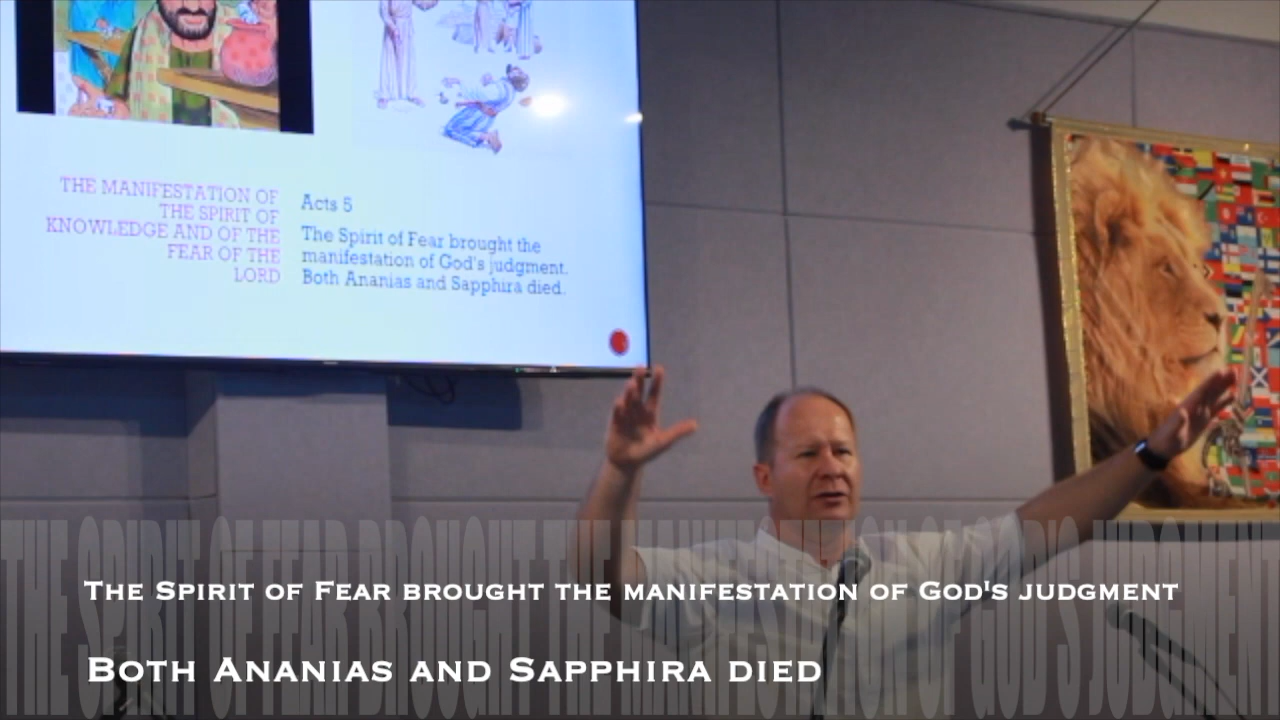 THE MANIFESTATION OF
THE SPIRIT OF
KNOWLEDGE AND OF THE
FEAR OF THE
LORD
Acts 5
The Spirit of Fear brought the
manifestation of God's judgment.
Both Ananias and Sapphira died.
THE SPIRIT OF FEAR BROUGHT THE MANIFESTATION OF GOD'S JUDGMENT
The Spirit of Fear brought the manifestation of God's judgment
Both Ananias and Sapphira died